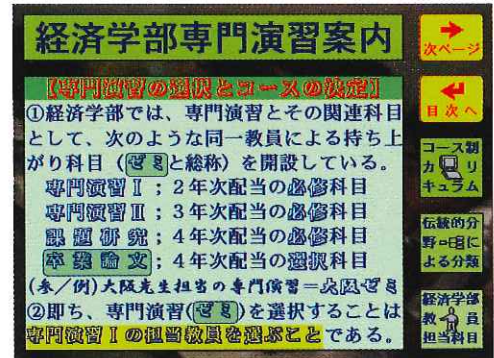 経済学部専門演習案内
【専門演習の選択とコースの決定】
①経済学部では、専門演習とその関連科目
として、次のような同一教員による持ち上
がり科目（ゼミと総称）を開設している。
専門演習Ⅰ；２年次配当の必修科目
専門演習Ⅱ；３年次配当の必修科目
課題研究；４年次配当の必修科目
卒業論文；４年次配当の選択科目
(参／例)大阪先生担当の専門演習＝大阪ゼミ
②即ち、専門演習(ゼミ)を選択することは
専門演習Ⅰの担当教員を選ぶことである。
次ページ
目次へ
コース制
カリ
キュラム
伝統的分
野に
よる分類
経済学部
教員
担当科目